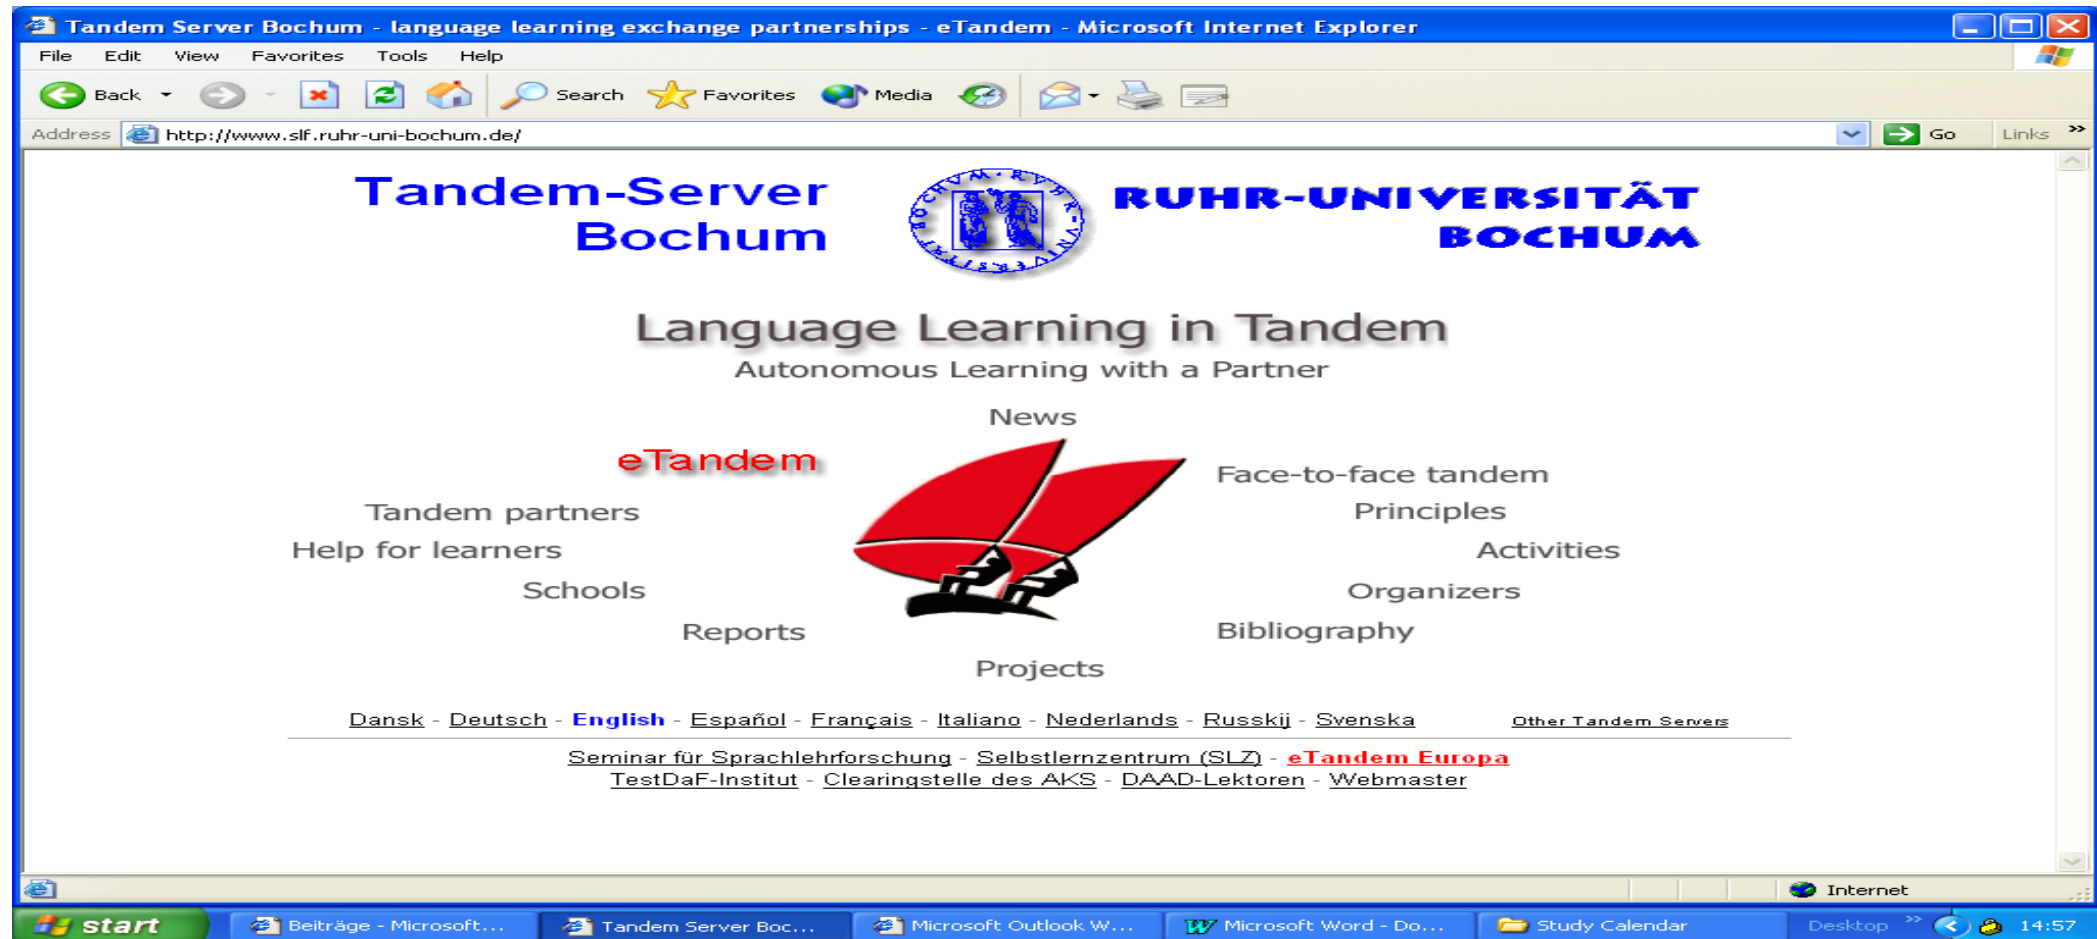 Tandem Server Bochum - language learning exchange partnerships - eTandem - Microsoft Internet Explorer
File Edit View Favorites Tools Help
Back Search Favorites Media
Address http://www.slf.ruhr-uni-bochum.de/ Go Links »
Tandem-Server
Bochum
RUHR-UNIVERSITÄT
BOCHUM
Language Learning in Tandem
Autonomous Learning with a Partner
News
eTandem
Face-to-face tandem
Tandem partners
Principles
Help for learners
Activities
Schools
Organizers
Reports
Bibliography
Projects
Dansk - Deutsch - English - Español - Français - Italiano - Nederlands - Russkij - Svenska
Other Tandem Servers
Seminar für Sprachlehrforschung - Selbstlernzentrum (SLZ) - eTandem Europa
TestDaF-Institut - Clearingstelle des AKS - DAAD-Lektoren - Webmaster
Internet
start Beiträge - Microsoft... Tandem Server Boc... Microsoft Outlook W... Microsoft Word - Do... Study Calendar Desktop » 14:57